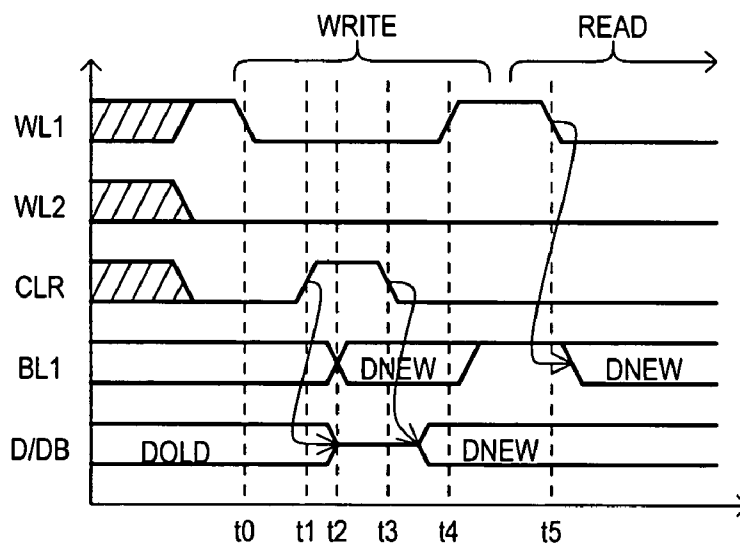 WRITE READ
WL1
WL2
CLR
BL1 DNEW DNEW
D/DB DOLD DNEW
t0 t1 t2 t3 t4 t5